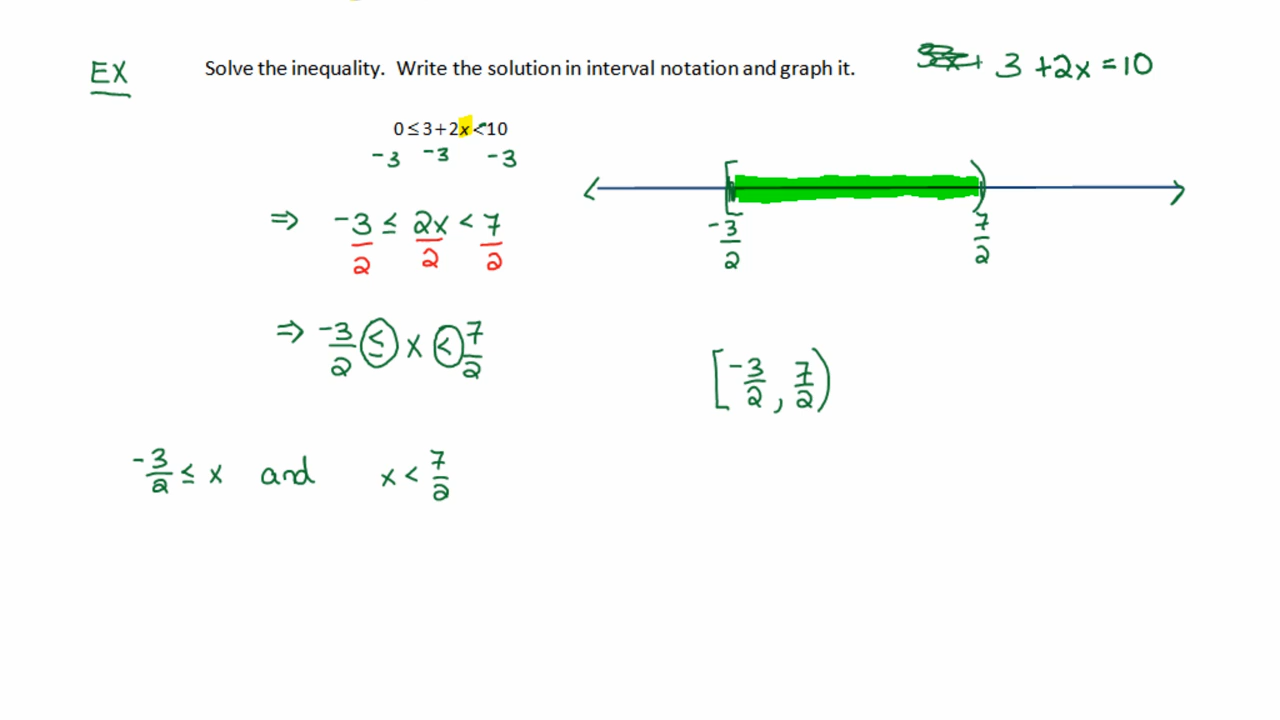 EX Solve the inequality. Write the solution in interval notation and graph it.
3 + 2x = 10
0 ≤ 3 + 2x < 10
-3 -3 -3
⇒ -3/2 ≤ 2x/2 < 7/2
-3/2 7/2
⇒ -3/2 ≤ x < 7/2
[-3/2, 7/2)
-3/2 ≤ x and x < 7/2